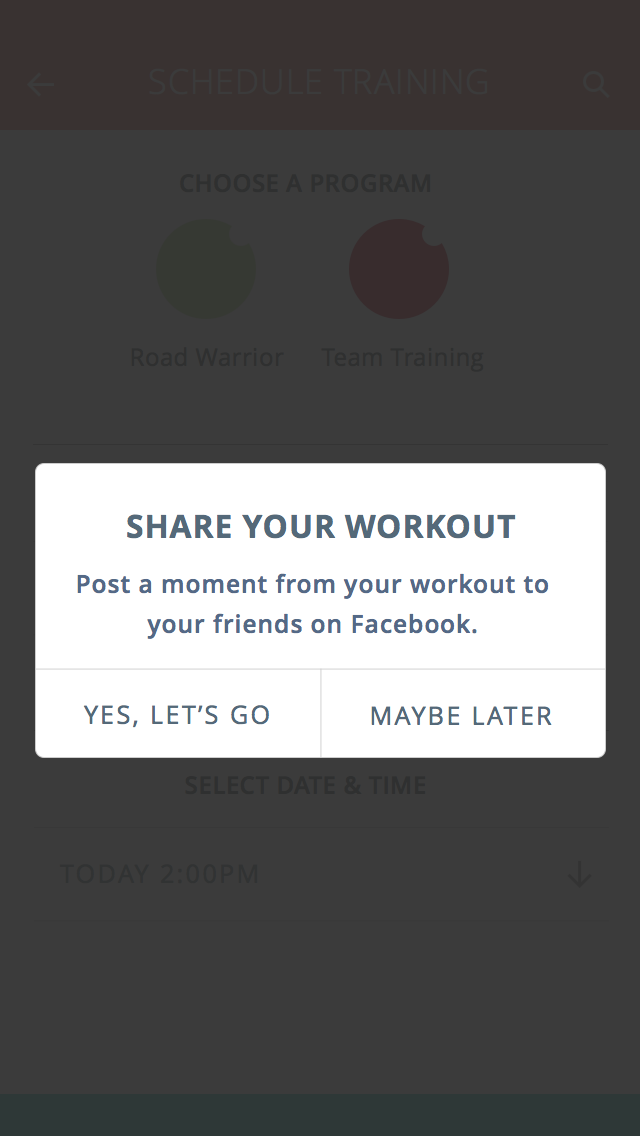 SCHEDULE TRAINING
CHOOSE A PROGRAM
Road Warrior
Team Training
SHARE YOUR WORKOUT
Post a moment from your workout to
your friends on Facebook.
YES, LET’S GO
MAYBE LATER
SELECT DATE & TIME
TODAY 2:00PM